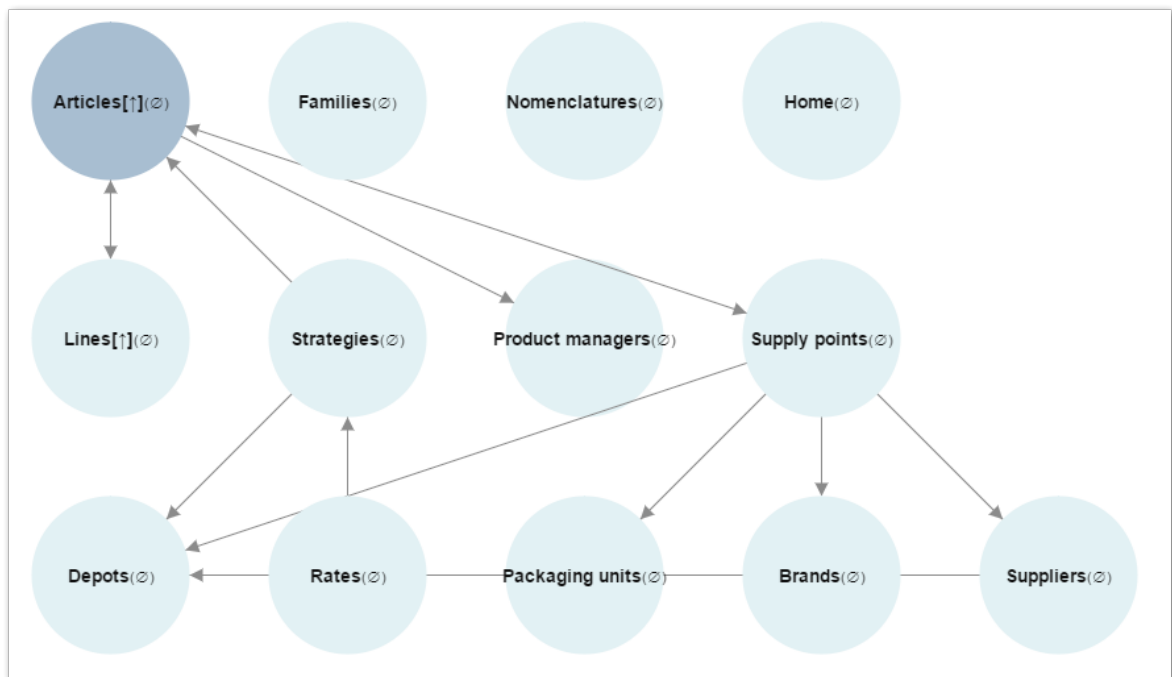 Articles[↑](∅) Families(∅) Nomenclatures(∅) Home(∅)
Lines[↑](∅) Strategies(∅) Product managers(∅) Supply points(∅)
Depots(∅) Rates(∅) Packaging units(∅) Brands(∅) Suppliers(∅)